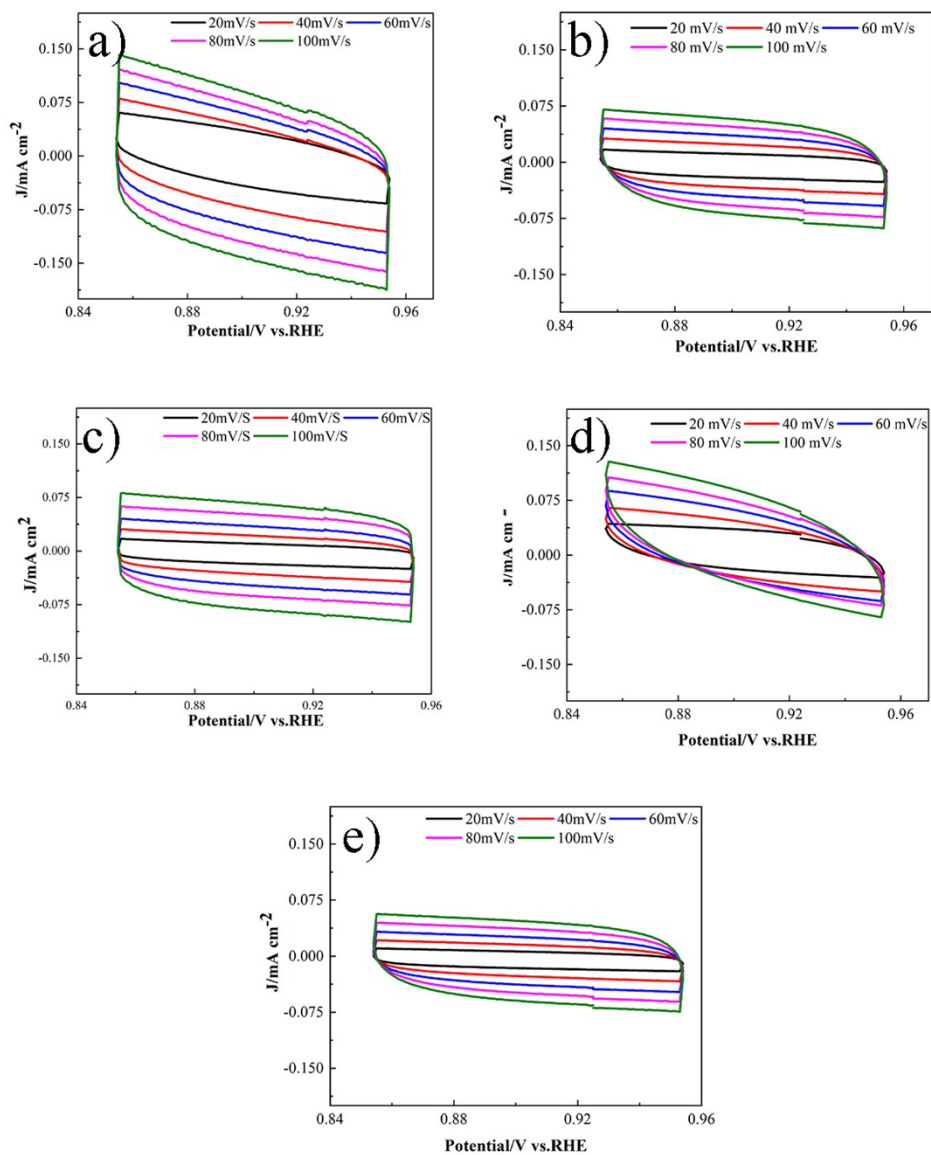 a)
20mV/s 40mV/s 60mV/s
80mV/s 100mV/s
0.150
0.075
0.000
-0.075
-0.150
J/mA cm-2
0.84 0.88 0.92 0.96
Potential/V vs.RHE
b)
20 mV/s 40 mV/s 60 mV/s
80 mV/s 100 mV/s
0.150
0.075
0.000
-0.075
-0.150
J/mA cm-2
0.84 0.88 0.92 0.96
Potential/V vs.RHE
c)
20mV/S 40mV/S 60mV/S
80mV/S 100mV/S
0.150
0.075
0.000
-0.075
-0.150
J/mA cm2
0.84 0.88 0.92 0.96
Potential/V vs.RHE
d)
20 mV/s 40 mV/s 60 mV/s
80 mV/s 100 mV/s
0.150
0.075
0.000
-0.075
-0.150
J/mA cm
0.84 0.88 0.92 0.96
Potential/V vs.RHE
e)
20mV/s 40mV/s 60mV/s
80mV/s 100mV/s
0.150
0.075
0.000
-0.075
-0.150
J/mA cm-2
0.84 0.88 0.92 0.96
Potential/V vs.RHE